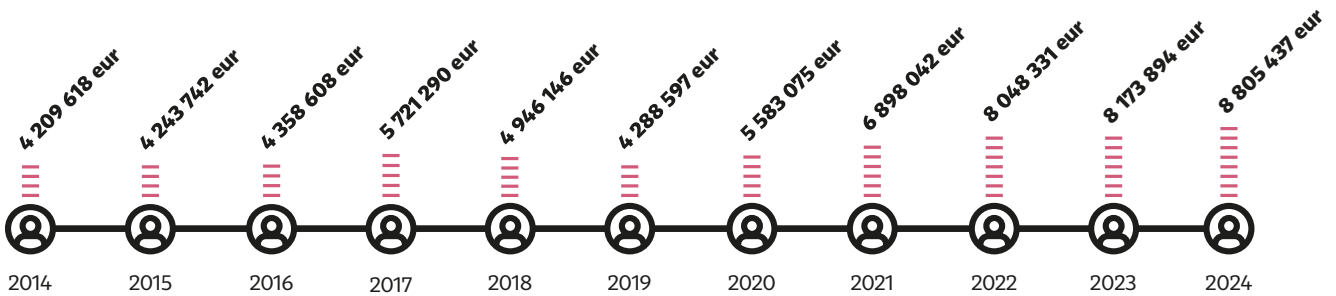 4 209 618 eur
4 243 742 eur
4 358 608 eur
5 721 290 eur
4 946 146 eur
4 288 597 eur
5 583 075 eur
6 898 042 eur
8 048 331 eur
8 173 894 eur
8 805 437 eur
2014
2015
2016
2017
2018
2019
2020
2021
2022
2023
2024